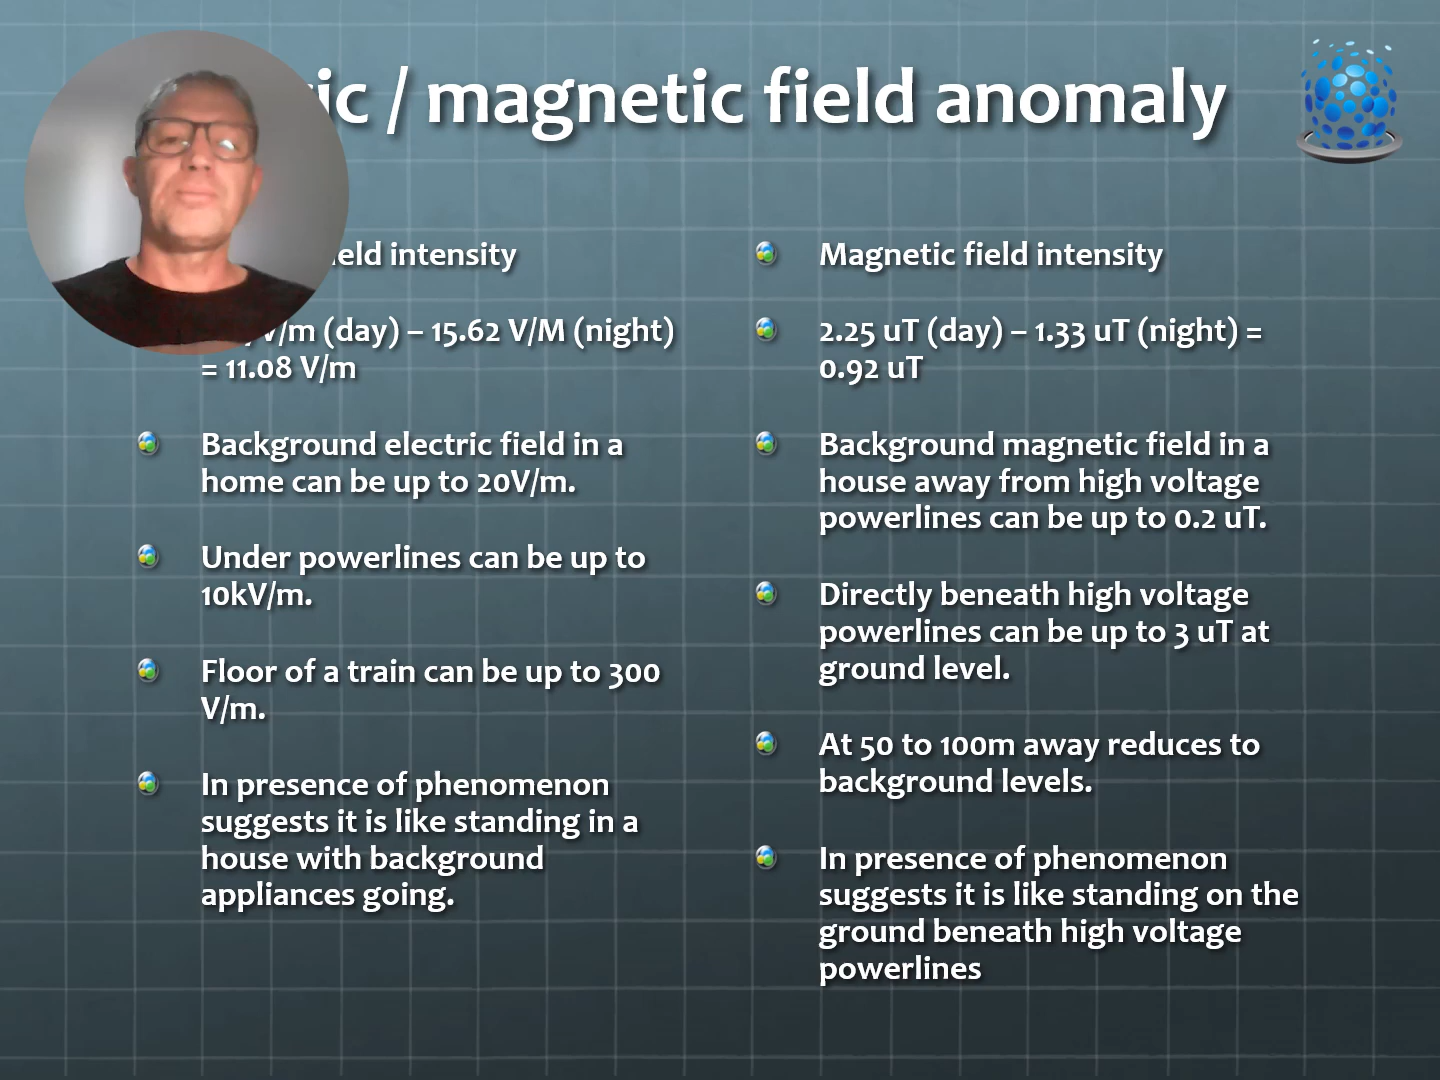 / magnetic field anomaly
intensity
(day) – 15.62 V/M (night)
= 11.08 V/m
Background electric field in a
home can be up to 20V/m.
Under powerlines can be up to
10kV/m.
Floor of a train can be up to 300
V/m.
In presence of phenomenon
suggests it is like standing in a
house with background
appliances going.
Magnetic field intensity
2.25 uT (day) – 1.33 uT (night) =
0.92 uT
Background magnetic field in a
house away from high voltage
powerlines can be up to 0.2 uT.
Directly beneath high voltage
powerlines can be up to 3 uT at
ground level.
At 50 to 100m away reduces to
background levels.
In presence of phenomenon
suggests it is like standing on the
ground beneath high voltage
powerlines